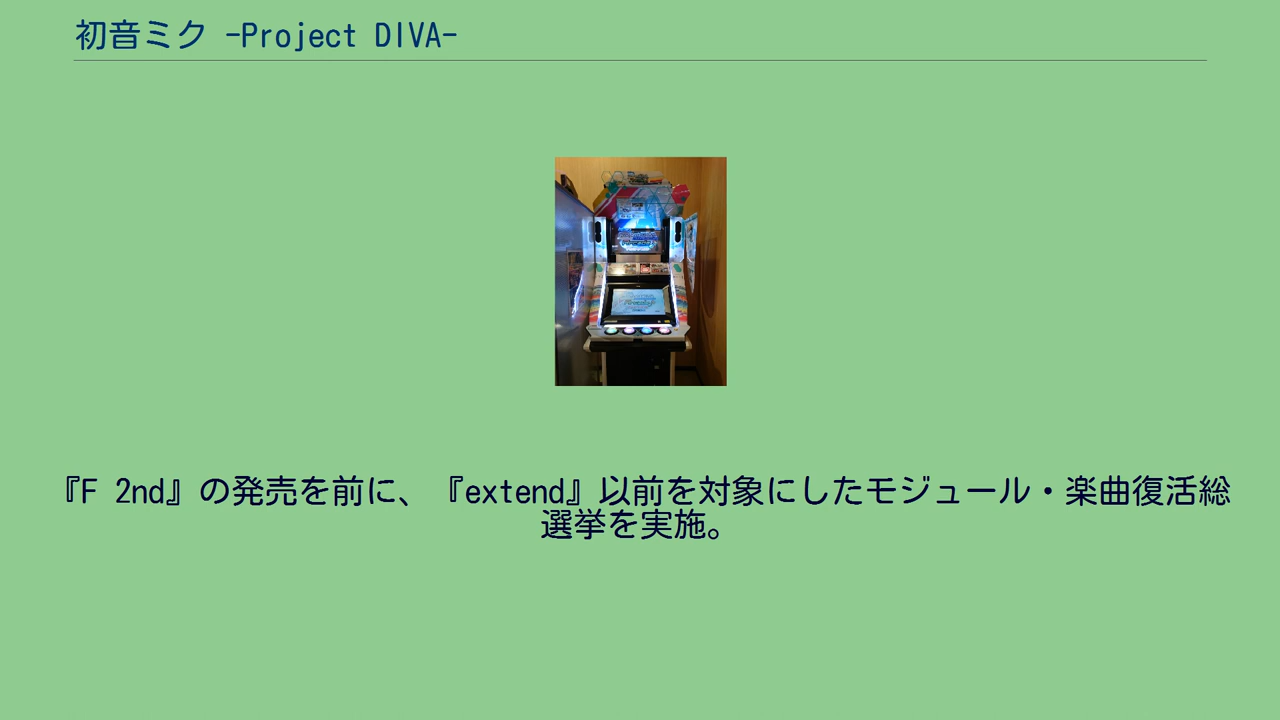 初音ミク -Project DIVA-
『F 2nd』の発売を前に、『extend』以前を対象にしたモジュール・楽曲復活総
選挙を実施。